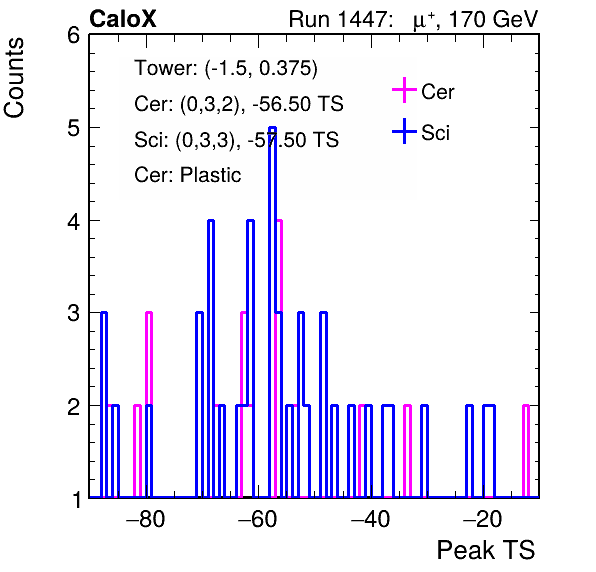 CaloX Run 1447: μ⁺, 170 GeV
Counts
Tower: (-1.5, 0.375)
Cer: (0,3,2), -56.50 TS
Sci: (0,3,3), -57.50 TS
Cer: Plastic
Cer
Sci
6
5
4
3
2
1
−80 −60 −40 −20
Peak TS